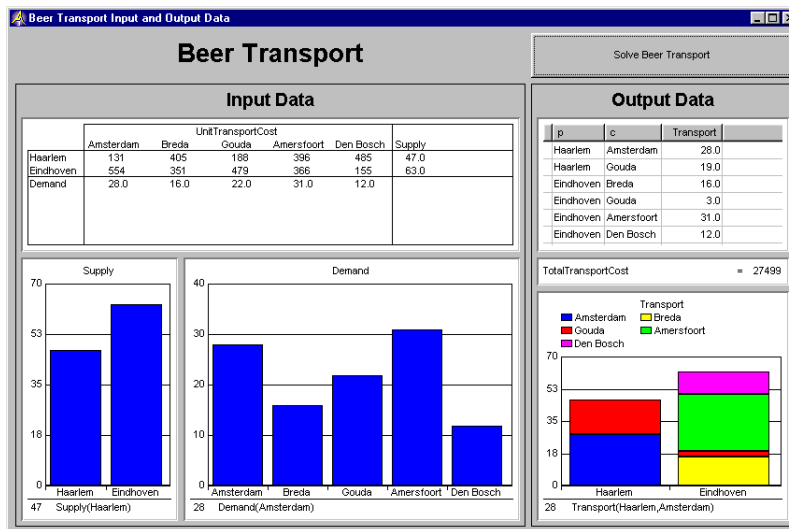 Beer Transport Input and Output Data
Beer Transport
Solve Beer Transport
Input Data
UnitTransportCost
Amsterdam Breda Gouda Amersfoort Den Bosch Supply
Haarlem 131 405 188 396 485 47.0
Eindhoven 554 351 479 366 155 63.0
Demand 28.0 16.0 22.0 31.0 12.0
Output Data
p c Transport
Haarlem Amsterdam 28.0
Haarlem Gouda 19.0
Eindhoven Breda 16.0
Eindhoven Gouda 3.0
Eindhoven Amersfoort 31.0
Eindhoven Den Bosch 12.0
Supply
70
53
35
18
0
Haarlem Eindhoven
47 Supply(Haarlem)
Demand
40
30
20
10
0
Amsterdam Breda Gouda Amersfoort Den Bosch
28 Demand(Amsterdam)
TotalTransportCost = 27499
Transport
Amsterdam Breda
Gouda Amersfoort
Den Bosch
70
53
35
18
0
Haarlem Eindhoven
28 Transport(Haarlem,Amsterdam)